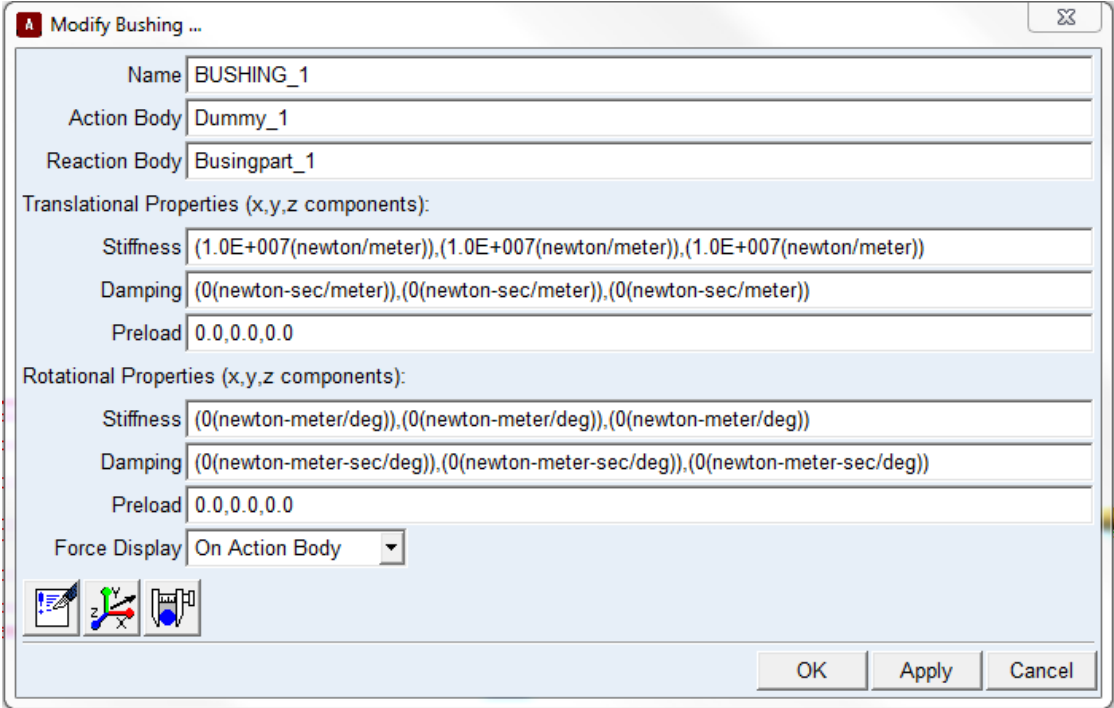 A Modify Bushing ...
Name BUSHING_1
Action Body Dummy_1
Reaction Body Busingpart_1
Translational Properties (x,y,z components):
Stiffness (1.0E+007(newton/meter)),(1.0E+007(newton/meter)),(1.0E+007(newton/meter))
Damping (0(newton-sec/meter)),(0(newton-sec/meter)),(0(newton-sec/meter))
Preload 0.0,0.0,0.0
Rotational Properties (x,y,z components):
Stiffness (0(newton-meter/deg)),(0(newton-meter/deg)),(0(newton-meter/deg))
Damping (0(newton-meter-sec/deg)),(0(newton-meter-sec/deg)),(0(newton-meter-sec/deg))
Preload 0.0,0.0,0.0
Force Display On Action Body
Z Y X
OK Apply Cancel